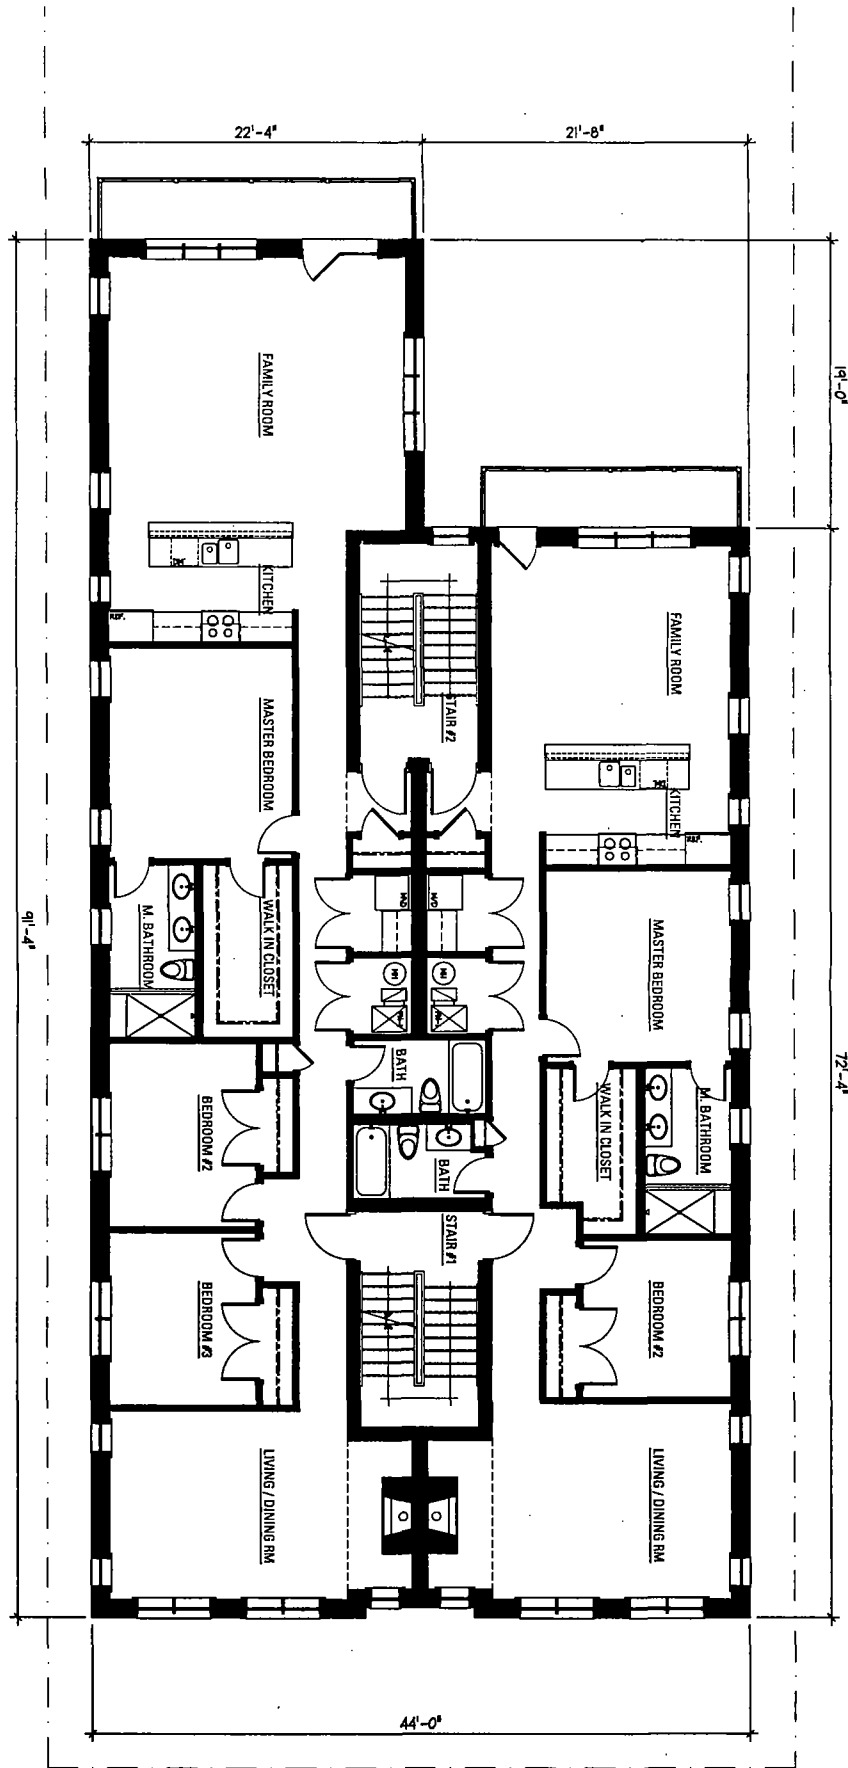 22'-4"
21'-8"
19'-0"
FAMILY ROOM
FAMILY ROOM
KITCHEN
REF.
STAIR #2
MASTER BEDROOM
KITCHEN
REF.
W/D
W/D
M. BATHROOM
WALK IN CLOSET
MASTER BEDROOM
91'-4"
72'-4"
BATH
BEDROOM #2
WALK IN CLOSET
M. BATHROOM
BATH
STAIR #1
BEDROOM #3
BEDROOM #2
LIVING / DINING RM
LIVING / DINING RM
44'-0"